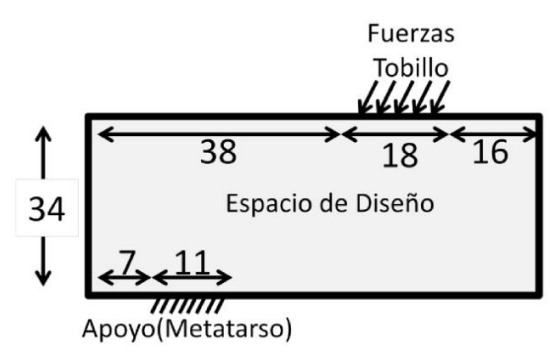 Fuerzas
Tobillo
38
18
16
34
Espacio de Diseño
7
11
Apoyo(Metatarso)